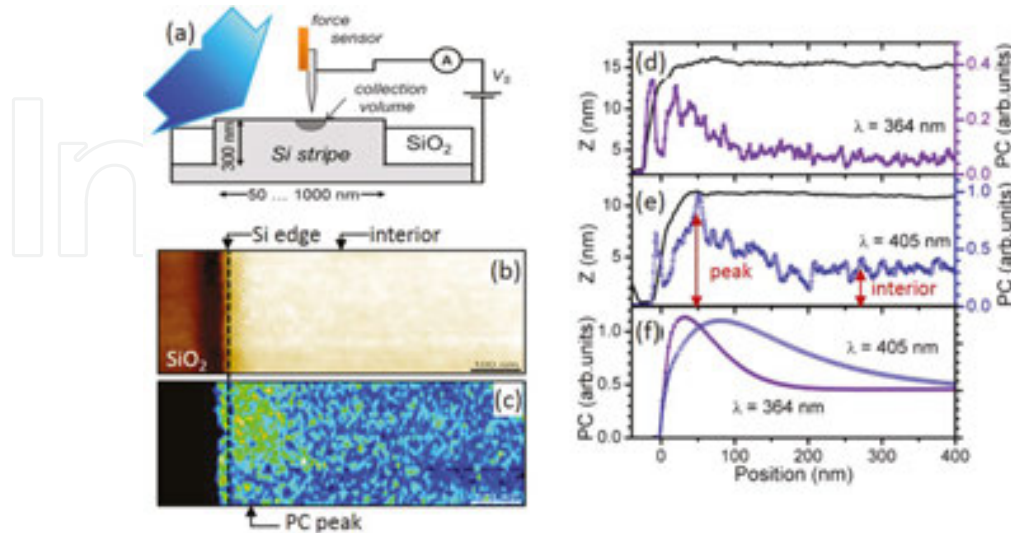 In
(a)
force
sensor
A
V
collection
volume
300 nm
Si stripe
SiO₂
50 ... 1000 nm
Si edge
interior
(b)
SiO₂
(c)
PC peak
(d)
15
10
5
Z (nm)
λ = 364 nm
0.4
0.2
0.0
PC (arb.units)
(e)
10
5
Z (nm)
peak
λ = 405 nm
interior
1.0
0.5
0.0
PC (arb.units)
(f)
1.0
0.5
0.0
PC (arb.units)
λ = 405 nm
λ = 364 nm
0
100
200
300
400
Position (nm)